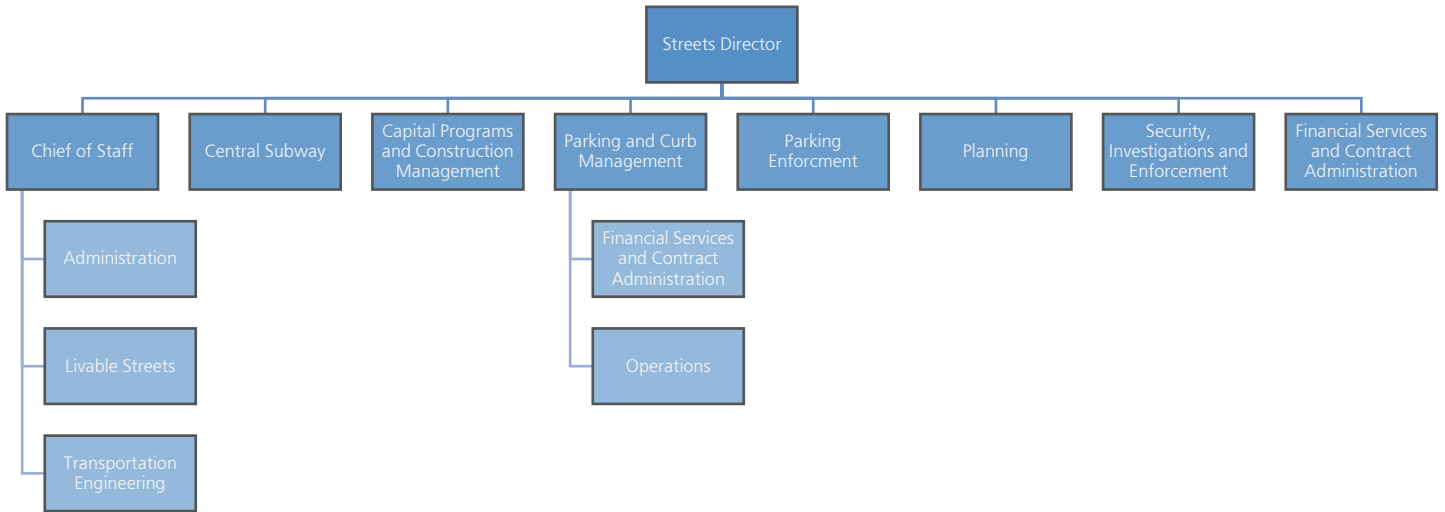 Streets Director
Chief of Staff
Central Subway
Capital Programs
and Construction
Management
Parking and Curb
Management
Parking
Enforcment
Planning
Security,
Investigations and
Enforcement
Financial Services
and Contract
Administration
Administration
Livable Streets
Transportation
Engineering
Financial Services
and Contract
Administration
Operations